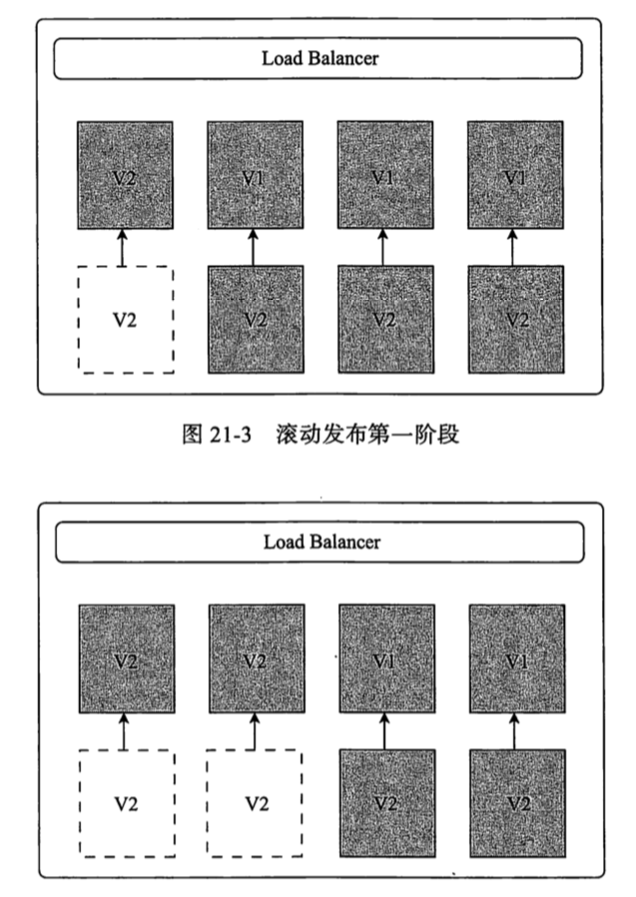 Load Balancer
V2 V1 V1 V1
V2 V2 V2 V2
图 21-3 滚动发布第一阶段
Load Balancer
V2 V2 V1 V1
V2 V2 V2 V2